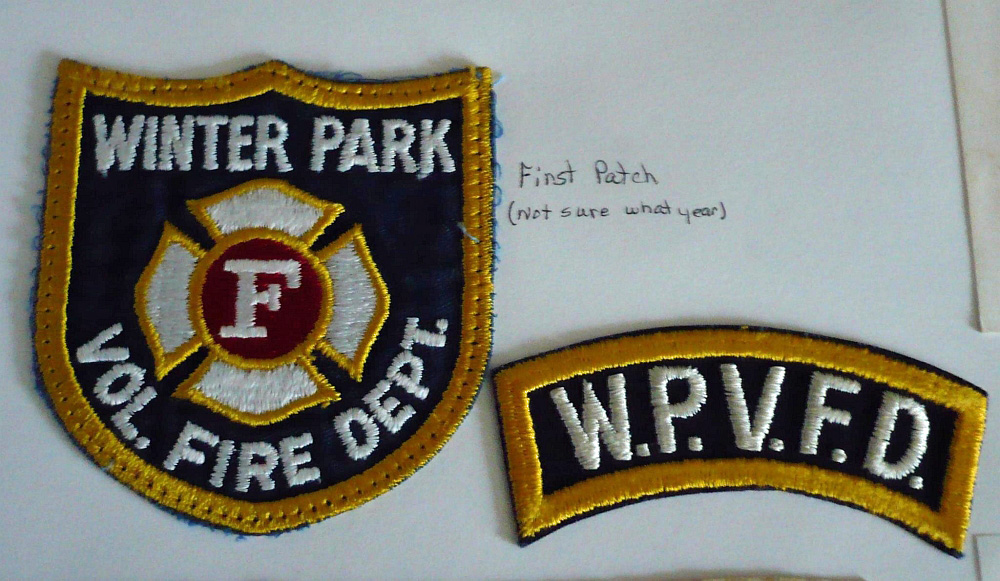 WINTER PARK
F
VOL. FIRE DEPT.
First Patch
(Not sure what year)
W.P.V.F.D.